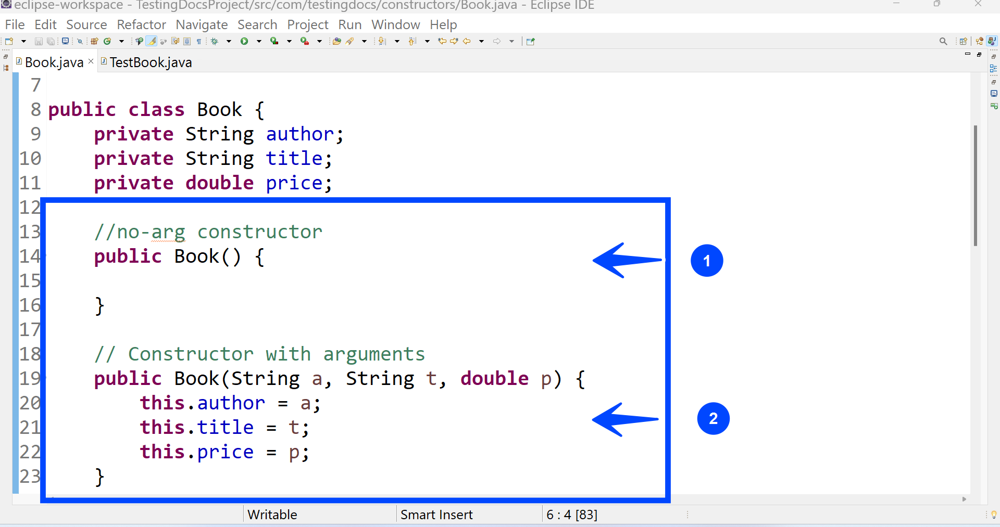 eclipse-workspace - TestingDocsProject/src/com/testingdocs/constructors/Book.java - Eclipse IDE
File Edit Source Refactor Navigate Search Project Run Window Help
Book.java TestBook.java
7
8 public class Book {
9 private String author;
10 private String title;
11 private double price;
12
13 //no-arg constructor
14 public Book() {
1
15
16 }
17
18 // Constructor with arguments
19 public Book(String a, String t, double p) {
20 this.author = a;
2
21 this.title = t;
22 this.price = p;
23 }
Writable Smart Insert 6 : 4 [83]